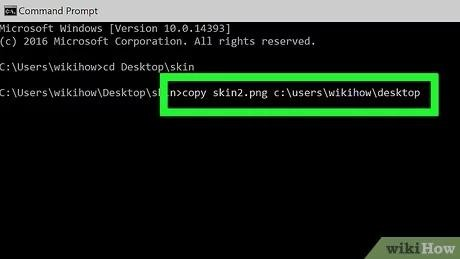 Command Prompt
Microsoft Windows [Version 10.0.14393]
(c) 2016 Microsoft Corporation. All rights reserved.
C:\Users\wikihow>cd Desktop\skin
C:\Users\wikihow\Desktop\skin>copy skin2.png c:\users\wikihow\desktop
wikiHow